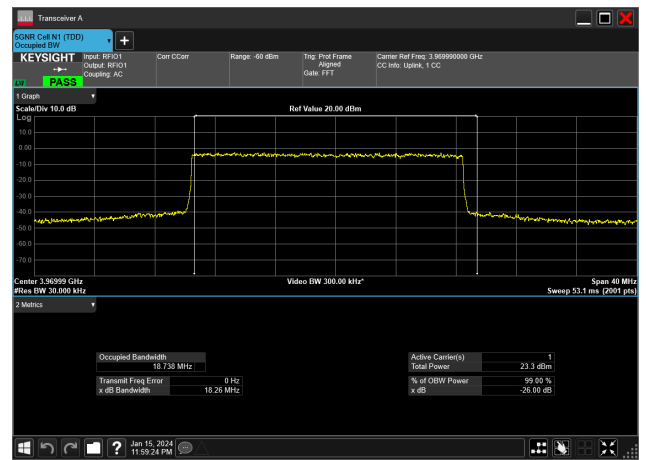 Transceiver A
5GNR Cell N1 (TDD)
Occupied BW
+
KEYSIGHT
LXI
PASS
Input: RFIO1
Output: RFIO1
Coupling: AC
Corr CCorr
Range: -60 dBm
Trig: Prot Frame
Aligned
Gate: FFT
Carrier Ref Freq: 3.969990000 GHz
CC Info: Uplink, 1 CC
1 Graph
Scale/Div 10.0 dB
Ref Value 20.00 dBm
Log
10.0
0.00
-10.0
-20.0
-30.0
-40.0
-50.0
-60.0
-70.0
Center 3.96999 GHz
Video BW 300.00 kHz*
Span 40 MHz
#Res BW 30.000 kHz
Sweep 53.1 ms (2001 pts)
2 Metrics
Occupied Bandwidth
18.738 MHz
Active Carrier(s) 1
Total Power 23.3 dBm
Transmit Freq Error 0 Hz
x dB Bandwidth 18.26 MHz
% of OBW Power 99.00 %
x dB -26.00 dB
?
Jan 15, 2024
11:59:24 PM